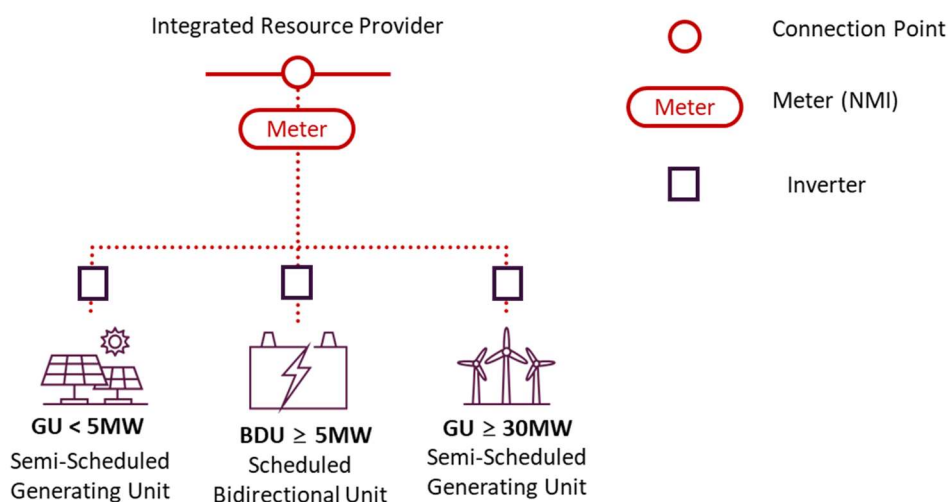 Integrated Resource Provider
Connection Point
Meter
Meter
Meter (NMI)
Inverter
GU < 5MW
Semi-Scheduled
Generating Unit
BDU ≥ 5MW
Scheduled
Bidirectional Unit
GU ≥ 30MW
Semi-Scheduled
Generating Unit